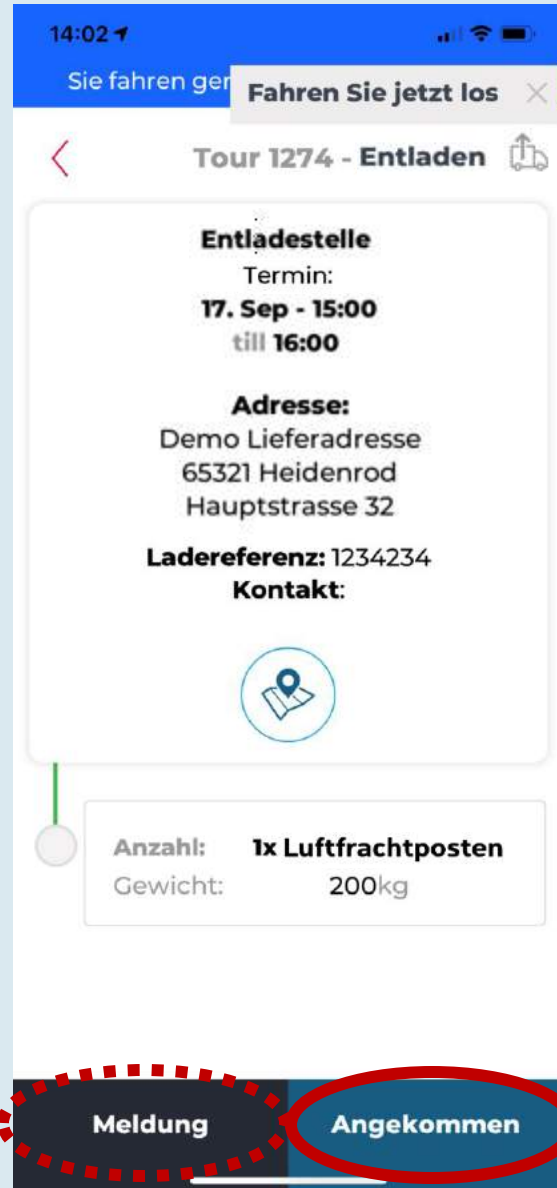 14:02
Sie fahren ger
Fahren Sie jetzt los
Tour 1274 - Entladen
Entladestelle
Termin:
17. Sep - 15:00
till 16:00
Adresse:
Demo Lieferadresse
65321 Heidenrod
Hauptstrasse 32
Ladereferenz: 1234234
Kontakt:
Anzahl: 1x Luftfrachtposten
Gewicht: 200kg
Meldung
Angekommen